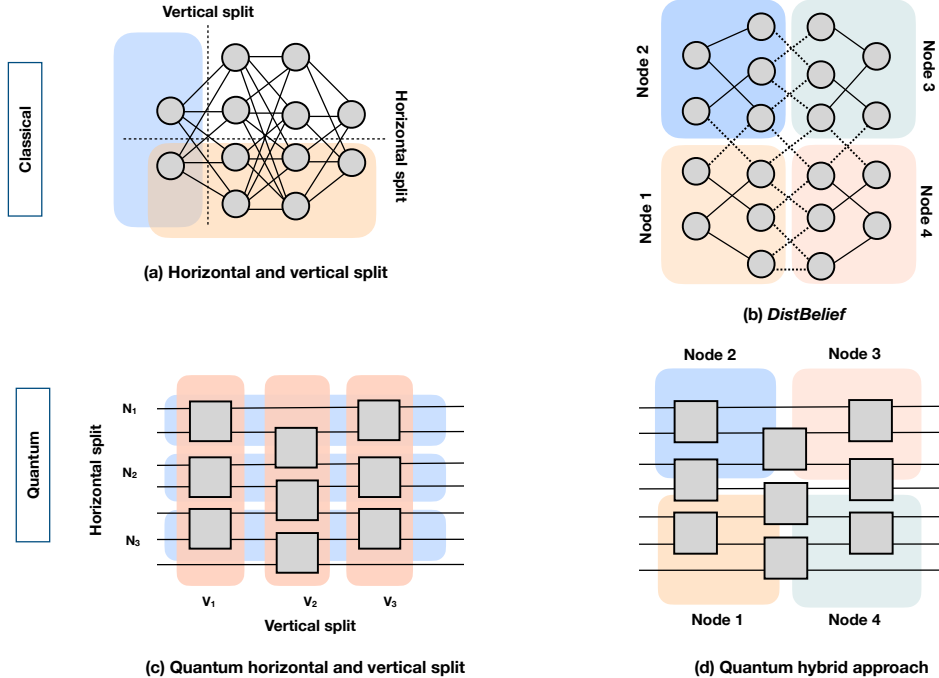 Vertical split
Classical
Horizontal split
(a) Horizontal and vertical split
Node 2
Node 3
Node 1
Node 4
(b) DistBelief
Quantum
Horizontal split
N1
N2
N3
V1
V2
V3
Vertical split
(c) Quantum horizontal and vertical split
Node 2
Node 3
Node 1
Node 4
(d) Quantum hybrid approach